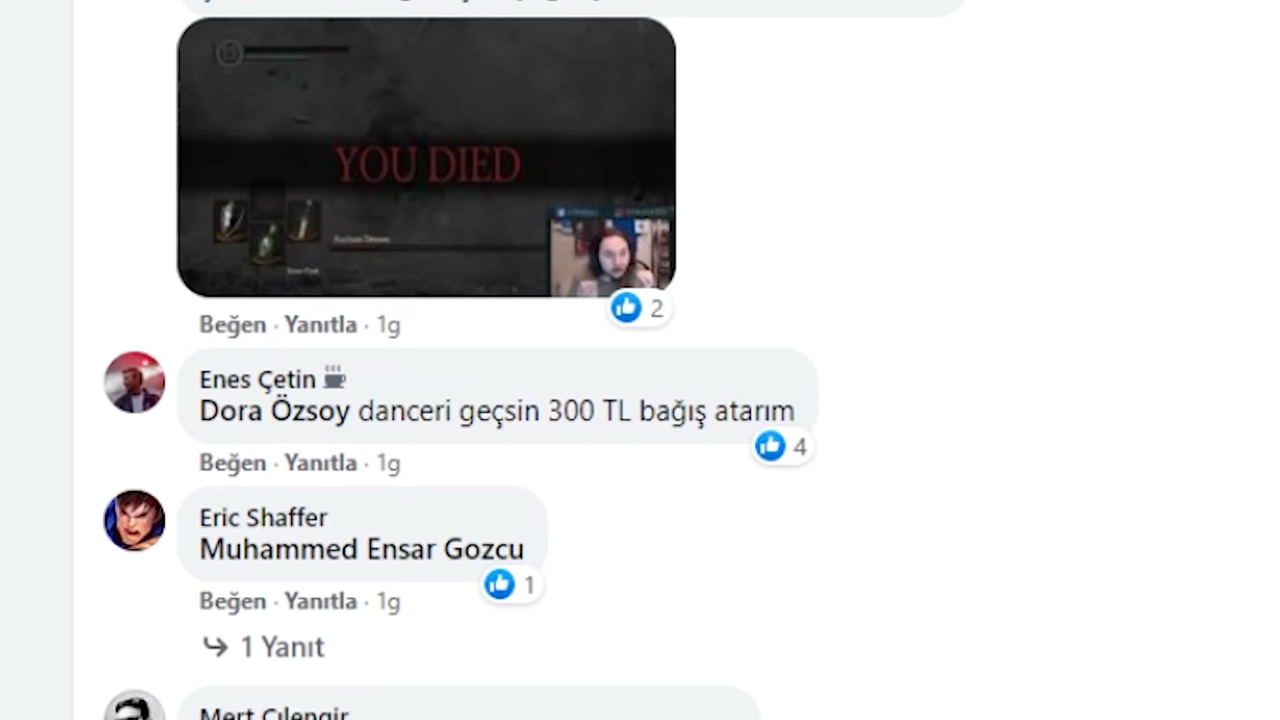 YOU DIED
2
Beğen · Yanıtla · 1g
Enes Çetin
Dora Özsoy danceri geçsin 300 TL bağış atarım
4
Beğen · Yanıtla · 1g
Eric Shaffer
Muhammed Ensar Gozcu
1
Beğen · Yanıtla · 1g
1 Yanıt
Mert Cılengir